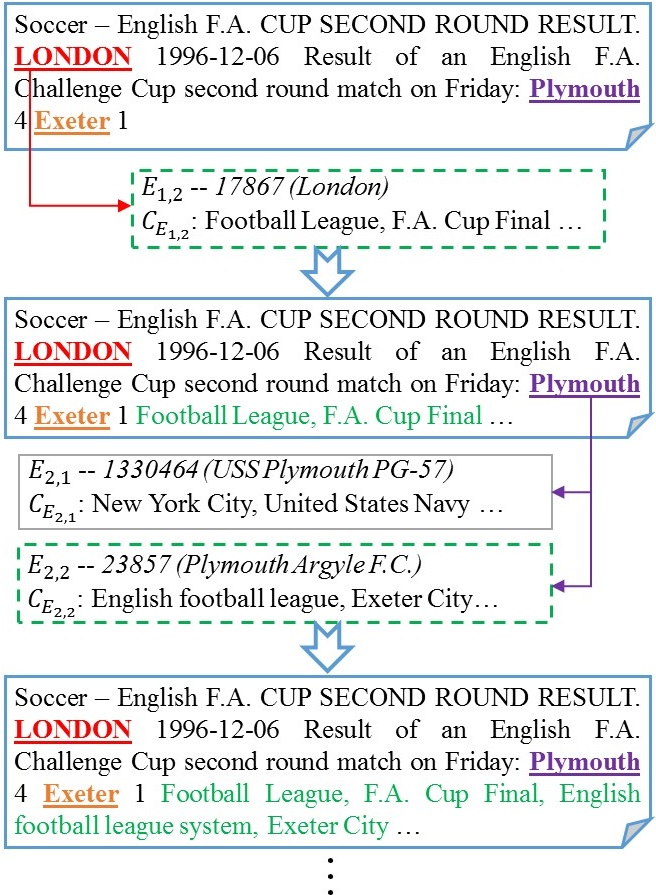 Soccer – English F.A. CUP SECOND ROUND RESULT.
LONDON 1996-12-06 Result of an English F.A.
Challenge Cup second round match on Friday: Plymouth
4 Exeter 1
E1,2 -- 17867 (London)
CE1,2: Football League, F.A. Cup Final …
Soccer – English F.A. CUP SECOND ROUND RESULT.
LONDON 1996-12-06 Result of an English F.A.
Challenge Cup second round match on Friday: Plymouth
4 Exeter 1 Football League, F.A. Cup Final …
E2,1 -- 1330464 (USS Plymouth PG-57)
CE2,1: New York City, United States Navy …
E2,2 -- 23857 (Plymouth Argyle F.C.)
CE2,2: English football league, Exeter City…
Soccer – English F.A. CUP SECOND ROUND RESULT.
LONDON 1996-12-06 Result of an English F.A.
Challenge Cup second round match on Friday: Plymouth
4 Exeter 1 Football League, F.A. Cup Final, English
football league system, Exeter City …